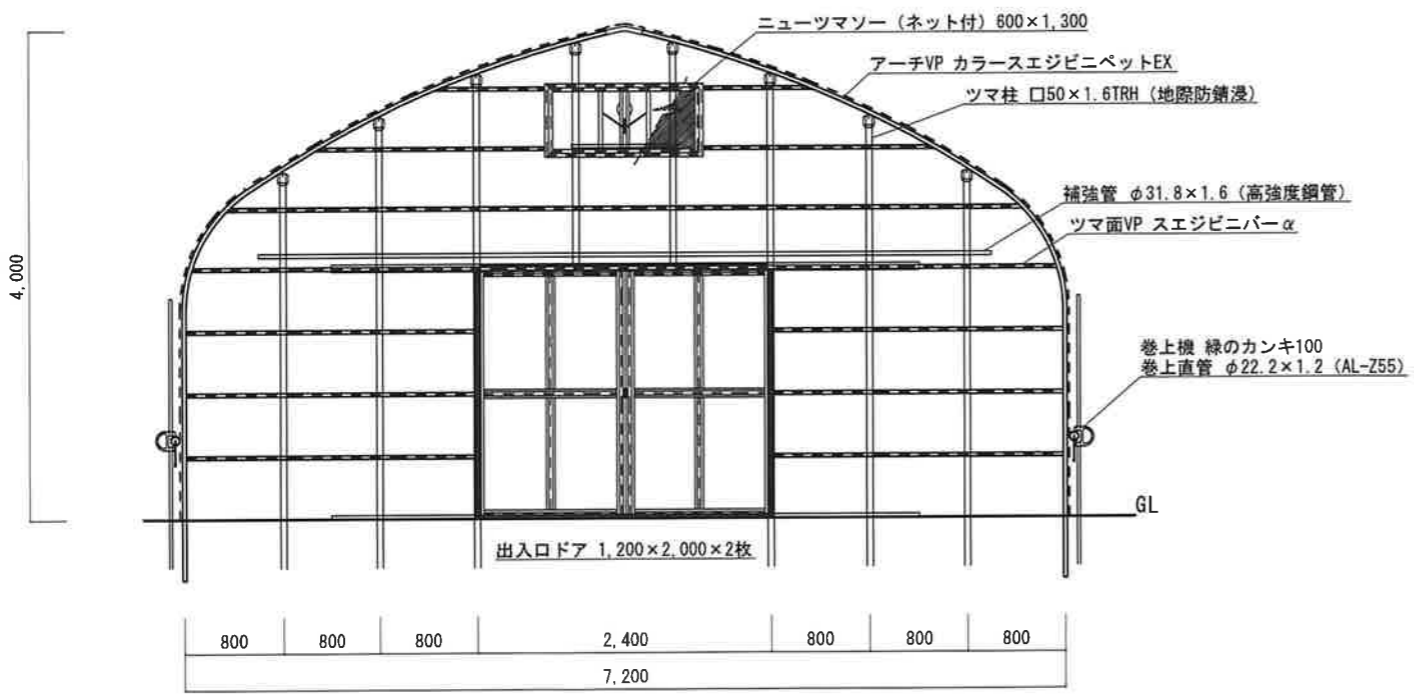 ニューツマソー（ネット付）600×1,300
アーチVP カラースエジビニペットEX
ツマ柱 口50×1.6TRH（地際防錆浸）
補強管 φ31.8×1.6（高強度鋼管）
ツマ面VP スエジビニバーα
4,000
巻上機 緑のカンキ100
巻上直管 φ22.2×1.2（AL-Z55）
GL
出入口ドア 1,200×2,000×2枚
800 800 800 2,400 800 800 800
7,200